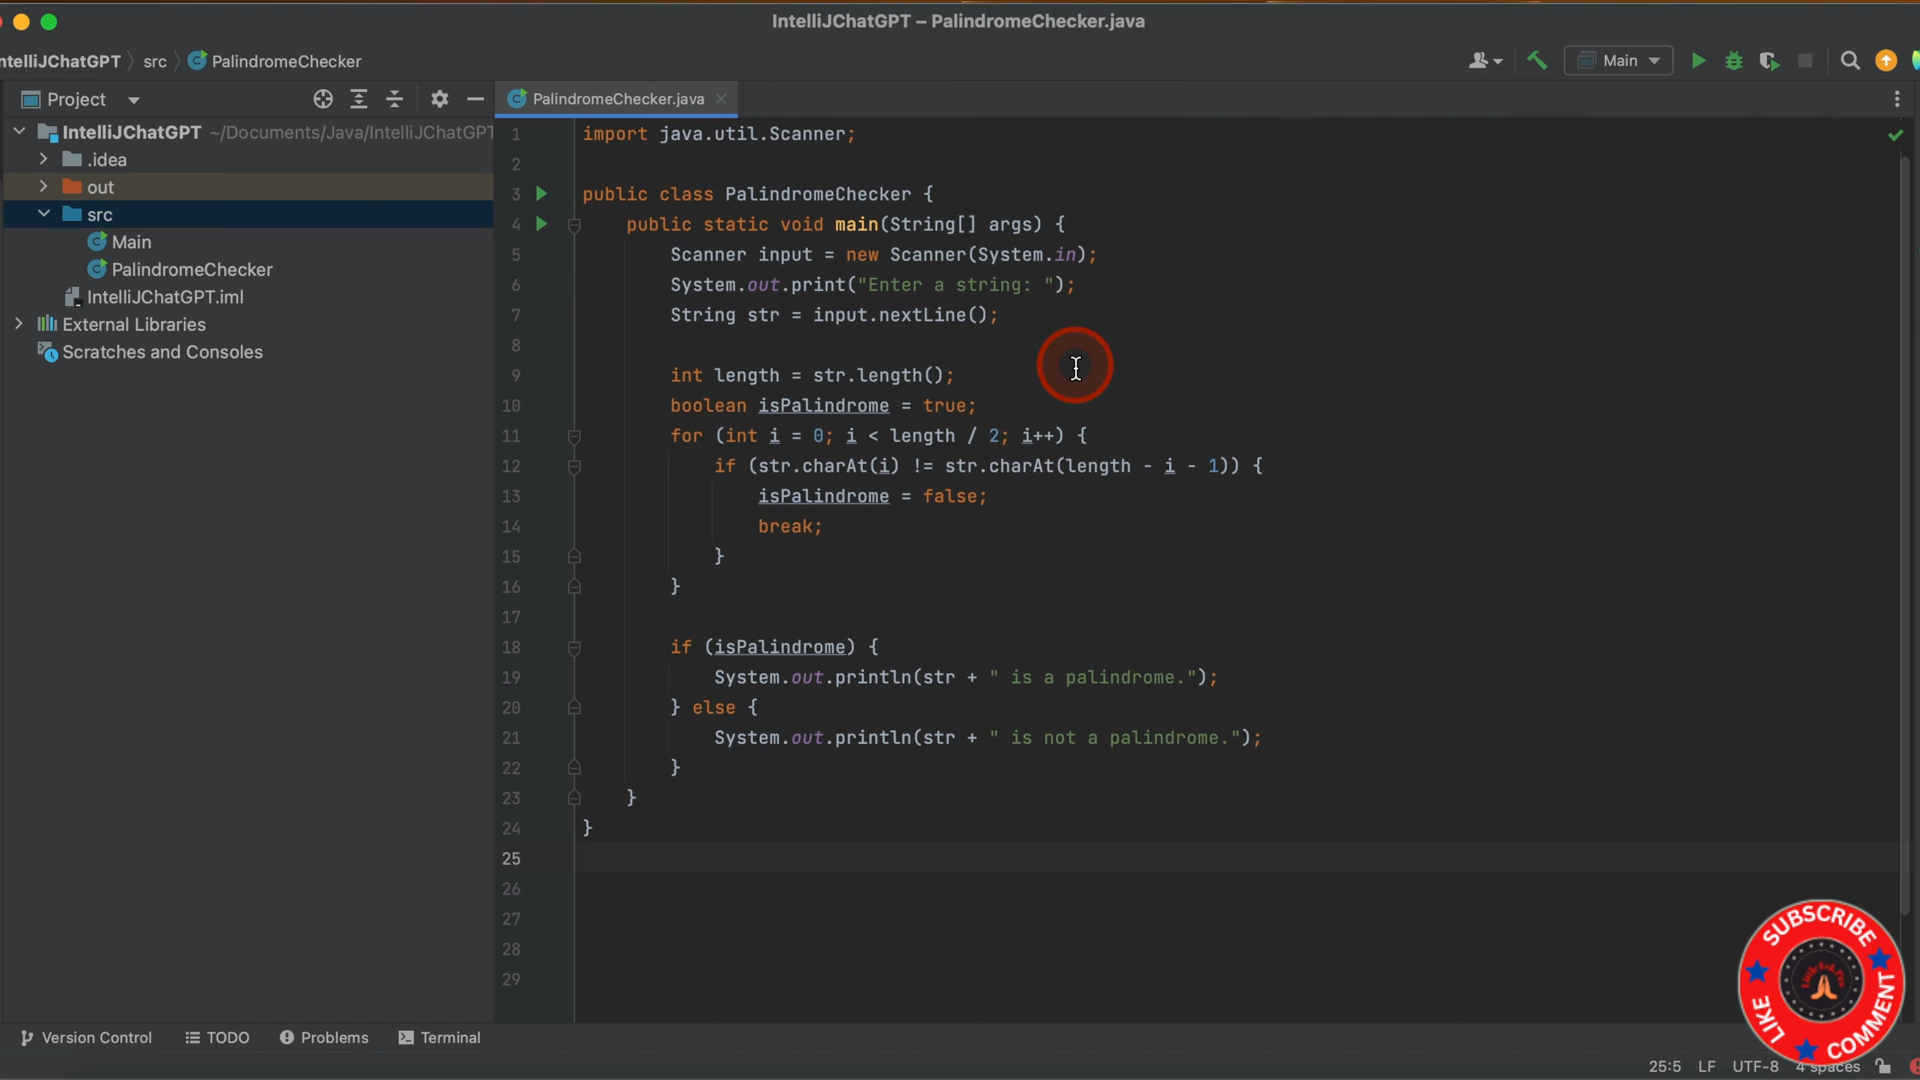 IntelliJChatGPT – PalindromeChecker.java
ntelliJChatGPT src PalindromeChecker
Main
Project
PalindromeChecker.java
IntelliJChatGPT ~/Documents/Java/IntelliJChatGPT
.idea
out
src
Main
PalindromeChecker
IntelliJChatGPT.iml
External Libraries
Scratches and Consoles
1 import java.util.Scanner;
2
3 public class PalindromeChecker {
4 public static void main(String[] args) {
5 Scanner input = new Scanner(System.in);
6 System.out.print("Enter a string: ");
7 String str = input.nextLine();
8
9 int length = str.length();
10 boolean isPalindrome = true;
11 for (int i = 0; i < length / 2; i++) {
12 if (str.charAt(i) != str.charAt(length - i - 1)) {
13 isPalindrome = false;
14 break;
15 }
16 }
17
18 if (isPalindrome) {
19 System.out.println(str + " is a palindrome.");
20 } else {
21 System.out.println(str + " is not a palindrome.");
22 }
23 }
24 }
25
26
27
28
29
SUBSCRIBE
LIKE
COMMENT
Version Control TODO Problems Terminal
25:5 LF UTF-8 4 spaces